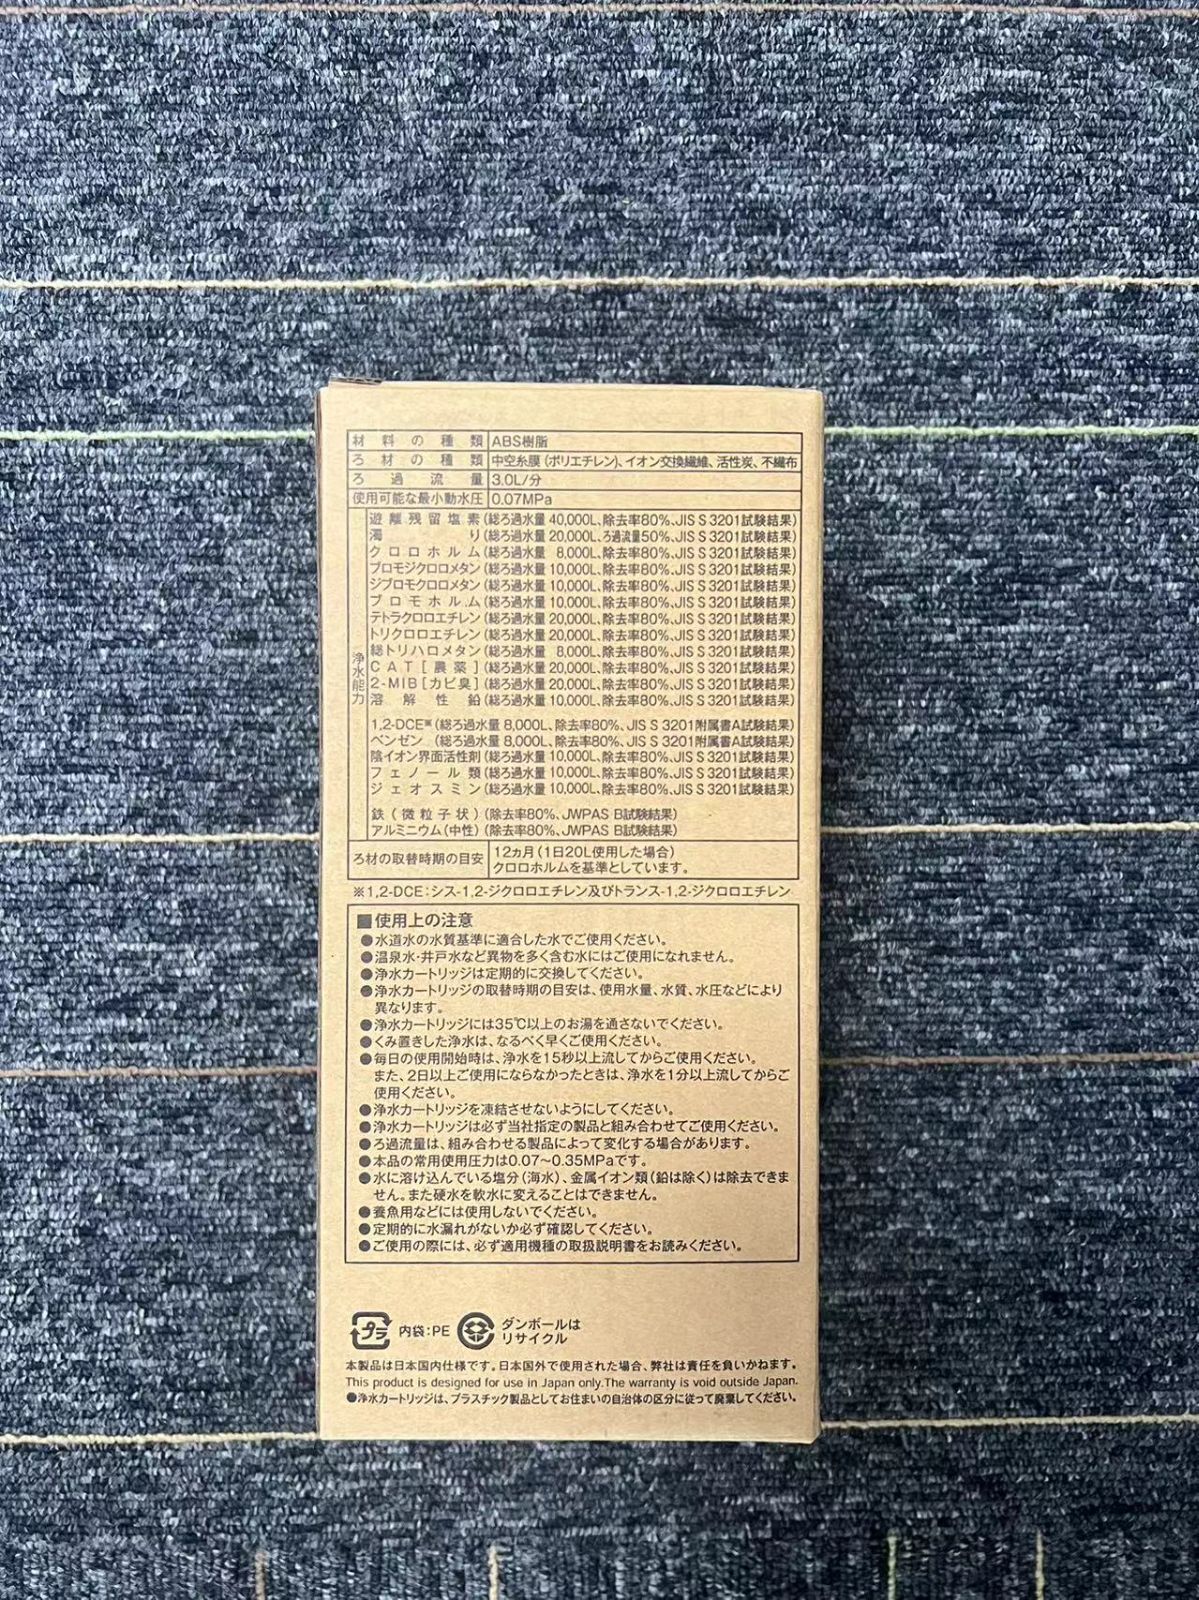 材料の種類 ABS樹脂
ろ材の種類 中空糸膜(ポリエチレン)、イオン交換繊維、活性炭、不織布
ろ過流量 3.0L/分
使用可能な最小動水圧 0.07MPa
浄水能力
遊離残留塩素(総ろ過水量 40,000L、除去率80%、JIS S 3201試験結果)
濁り(総ろ過水量 20,000L、ろ過流量50%、JIS S 3201試験結果)
クロロホルム(総ろ過水量 8,000L、除去率80%、JIS S 3201試験結果)
ブロモジクロロメタン(総ろ過水量 10,000L、除去率80%、JIS S 3201試験結果)
ジブロモクロロメタン(総ろ過水量 10,000L、除去率80%、JIS S 3201試験結果)
ブロモホルム(総ろ過水量 10,000L、除去率80%、JIS S 3201試験結果)
テトラクロロエチレン(総ろ過水量 20,000L、除去率80%、JIS S 3201試験結果)
トリクロロエチレン(総ろ過水量 20,000L、除去率80%、JIS S 3201試験結果)
総トリハロメタン(総ろ過水量 8,000L、除去率80%、JIS S 3201試験結果)
CAT[農薬](総ろ過水量 20,000L、除去率80%、JIS S 3201試験結果)
2-MIB[カビ臭](総ろ過水量 20,000L、除去率80%、JIS S 3201試験結果)
溶解性鉛(総ろ過水量 10,000L、除去率80%、JIS S 3201試験結果)
1,2-DCE※(総ろ過水量 8,000L、除去率80%、JIS S 3201附属書A試験結果)
ベンゼン(総ろ過水量 8,000L、除去率80%、JIS S 3201附属書A試験結果)
陰イオン界面活性剤(総ろ過水量 10,000L、除去率80%、JIS S 3201試験結果)
フェノール類(総ろ過水量 10,000L、除去率80%、JIS S 3201試験結果)
ジェオスミン(総ろ過水量 10,000L、除去率80%、JIS S 3201試験結果)
鉄(微粒子状)(除去率80%、JWPAS B試験結果)
アルミニウム(中性)(除去率80%、JWPAS B試験結果)
ろ材の取替時期の目安 12ヵ月(1日20L使用した場合)
クロロホルムを基準としています。
※1,2-DCE:シス-1,2-ジクロロエチレン及びトランス-1,2-ジクロロエチレン
■使用上の注意
●水道水の水質基準に適合した水でご使用ください。
●温泉水・井戸水など異物を多く含む水にはご使用になれません。
●浄水カートリッジは定期的に交換してください。
●浄水カートリッジの取替時期の目安は、使用水量、水質、水圧などにより
異なります。
●浄水カートリッジには35℃以上のお湯を通さないでください。
●くみ置きした浄水は、なるべく早くご使用ください。
●毎日の使用開始時は、浄水を15秒以上流してからご使用ください。
また、2日以上ご使用にならなかったときは、浄水を1分以上流してからご
使用ください。
●浄水カートリッジを凍結させないようにしてください。
●浄水カートリッジは必ず当社指定の製品と組み合わせてご使用ください。
●ろ過流量は、組み合わせる製品によって変化する場合があります。
●本品の常用使用圧力は0.07〜0.35MPaです。
●水に溶け込んでいる塩分(海水)、金属イオン類(鉛は除く)は除去できま
せん。また硬水を軟水に変えることはできません。
●養魚用などには使用しないでください。
●定期的に水漏れがないか必ず確認してください。
●ご使用の際には、必ず適用機種の取扱説明書をお読みください。
プラ 内袋:PE ダンボールは
リサイクル
本製品は日本国内仕様です。日本国外で使用された場合、弊社は責任を負いかねます。
This product is designed for use in Japan only.The warranty is void outside Japan.
●浄水カートリッジは、プラスチック製品としてお住まいの自治体の区分に従って廃棄してください。